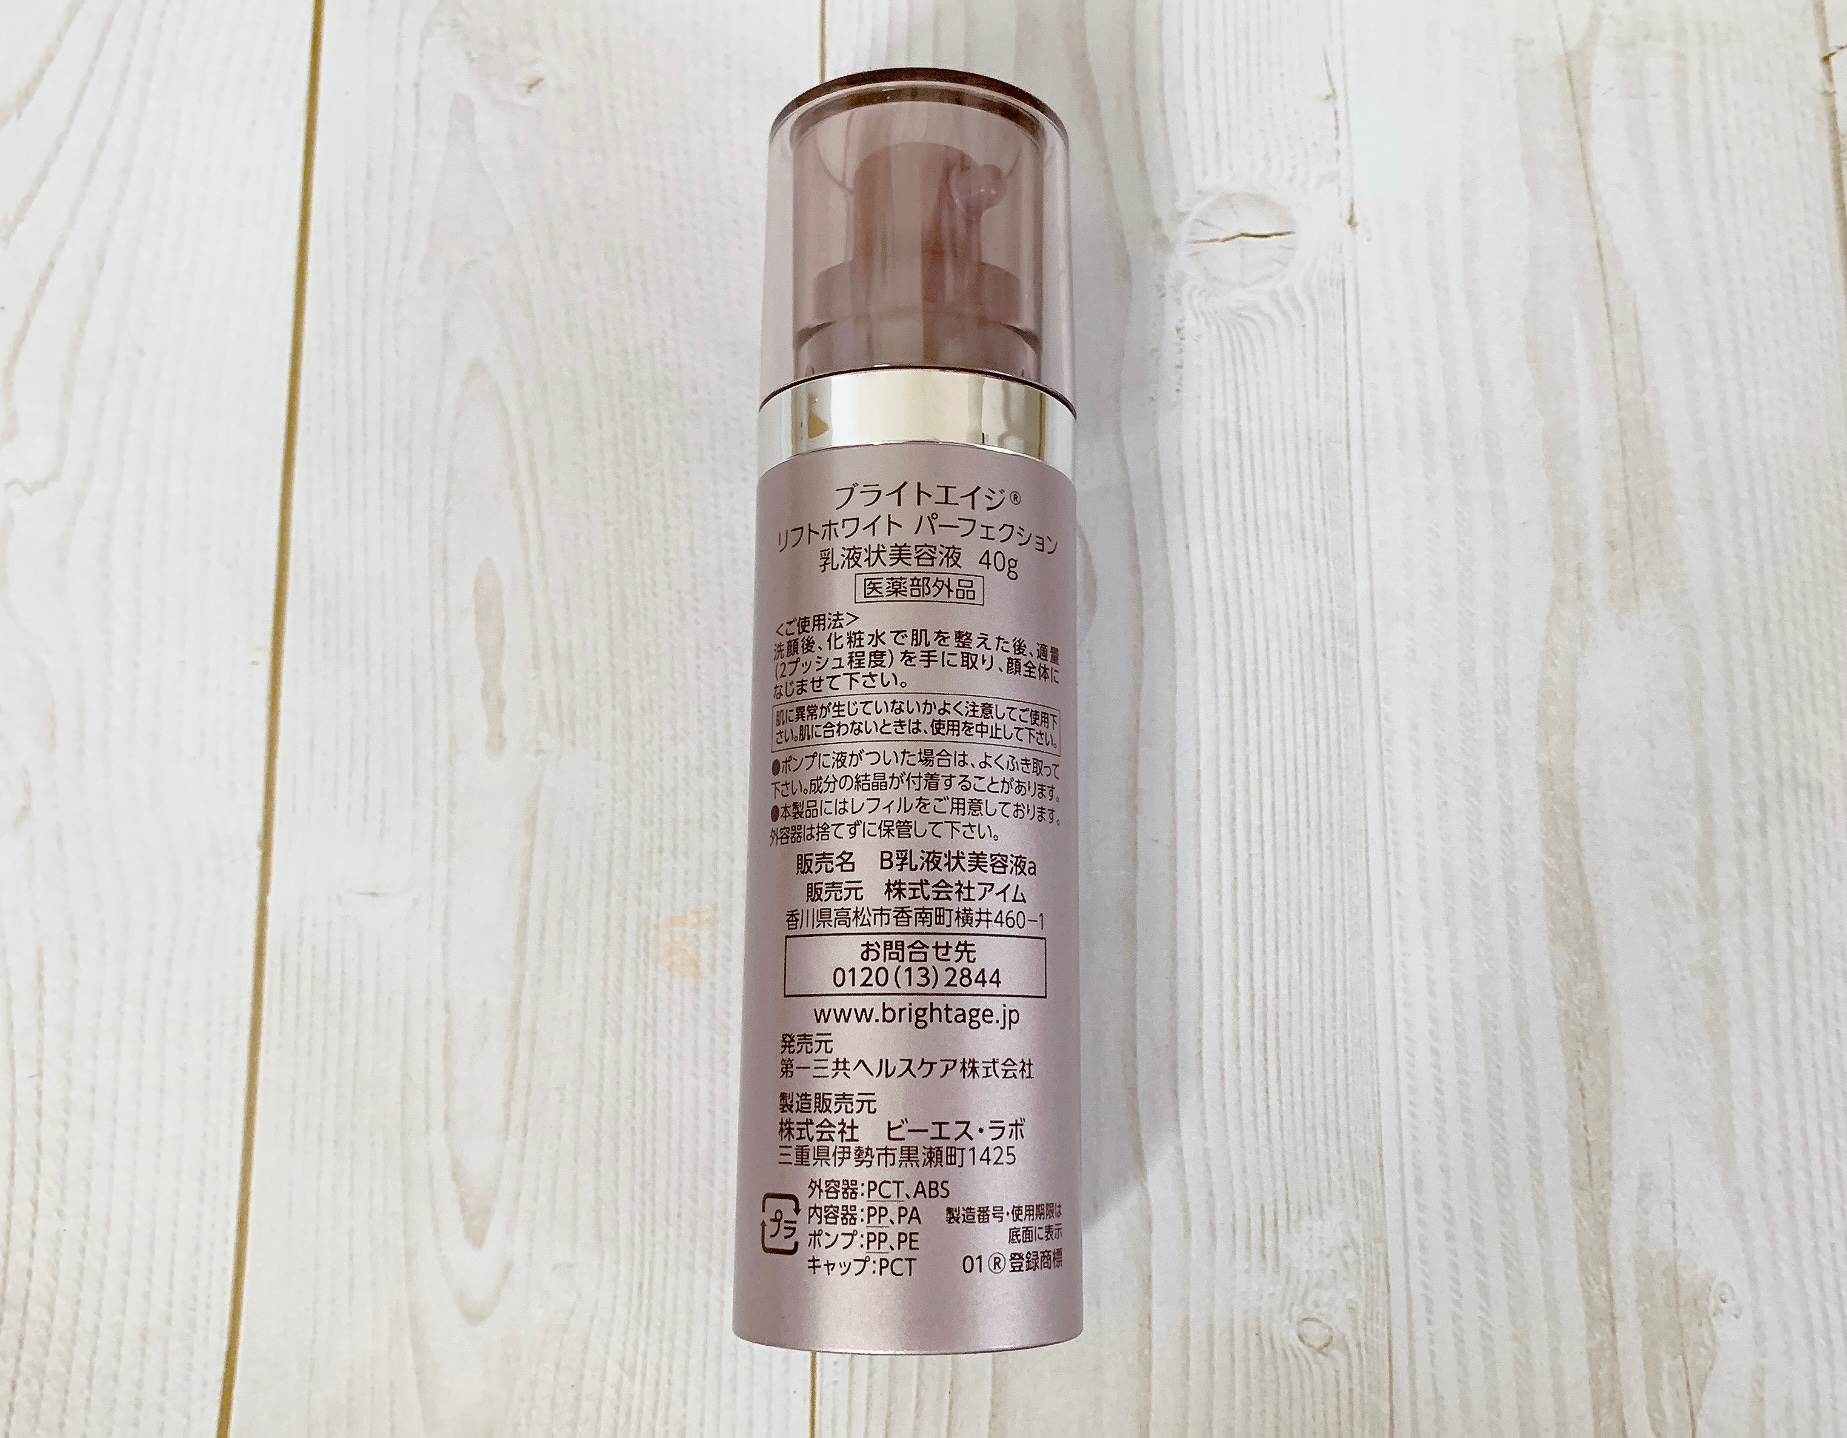 ブライトエイジ®
リフトホワイト パーフェクション
乳液状美容液 40g
医薬部外品
<ご使用法>
洗顔後、化粧水で肌を整えた後、適量
(2プッシュ程度)を手に取り、顔全体に
なじませて下さい。
肌に異常が生じていないかよく注意してご使用下
さい。肌に合わないときは、使用を中止して下さい。
●ポンプに液がついた場合は、よくふき取って
下さい。成分の結晶が付着することがあります。
●本製品にはレフィルをご用意しております。
外容器は捨てずに保管して下さい。
販売名 B乳液状美容液a
販売元 株式会社アイム
香川県高松市香南町横井460-1
お問合せ先
0120(13)2844
www.brightage.jp
発売元
第一三共ヘルスケア株式会社
製造販売元
株式会社 ビーエス・ラボ
三重県伊勢市黒瀬町1425
プラ
外容器:PCT、ABS
内容器:PP、PA
ポンプ:PP、PE
キャップ:PCT
製造番号・使用期限は
底面に表示
01®登録商標